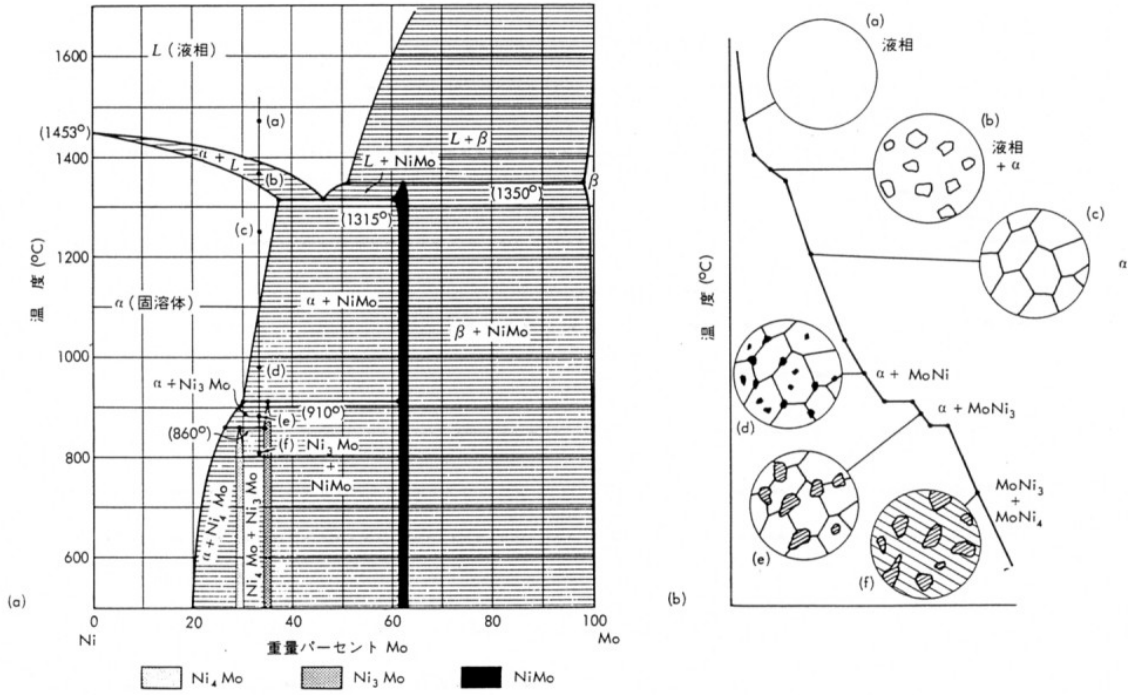 L(液相)
(a)
(1453°)
α + L
(b)
L + NiMo
L + β
β
(1350°)
(1315°)
(c)
α(固溶体)
α + NiMo
β + NiMo
(d)
α + Ni3 Mo
(910°)
(e)
(860°)
(f)
Ni3 Mo
+
NiMo
α + Ni4 Mo
Ni4 Mo + Ni3 Mo
温 度 (°C)
1600
1400
1200
1000
800
600
0
20
40
60
80
100
Ni
Mo
重量パーセント Mo
(a)
Ni4 Mo
Ni3 Mo
NiMo
(a)
液相
(b)
液相
+ α
(c)
α
温 度 (°C)
(d)
α + MoNi
α + MoNi3
(e)
MoNi3
+
MoNi4
(f)
(b)